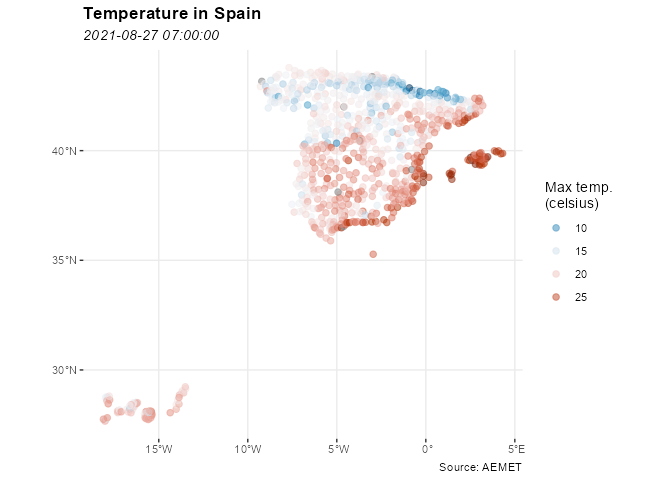 Temperature in Spain
2021-08-27 07:00:00
40°N
35°N
30°N
15°W
10°W
5°W
0°
5°E
Max temp.
(celsius)
10
15
20
25
Source: AEMET